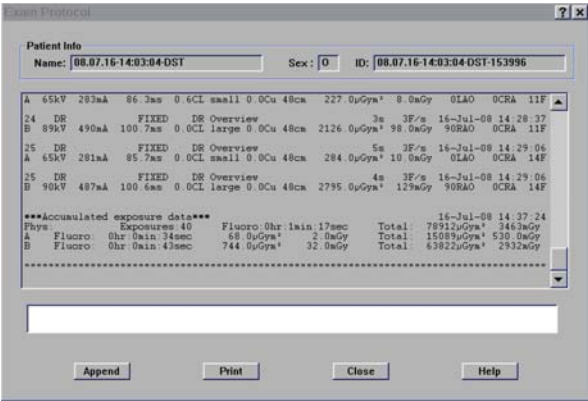 Exam Protocol
Patient Info
Name: 08.07.16-14:03:04-DST Sex : O ID: 08.07.16-14:03:04-DST-153996
A 65kV 283mA 86.3ms 0.6CL small 0.0Cu 48cm 227.0µGym² 8.0mGy 0LAO 0CRA 11F
24 DR FIXED DR Overview 3s 3F/s 16-Jul-08 14:28:37
B 89kV 490mA 100.7ms 0.0CL large 0.0Cu 48cm 2126.0µGym² 98.0mGy 90RAO 0CRA 11F
25 DR FIXED DR Overview 5s 3F/s 16-Jul-08 14:29:06
A 65kV 281mA 85.7ms 0.0CL small 0.0Cu 48cm 284.0µGym² 10.0mGy 0LAO 0CRA 14F
25 DR FIXED DR Overview 4s 3F/s 16-Jul-08 14:29:06
B 90kV 487mA 100.6ms 0.0CL large 0.0Cu 48cm 2795.0µGym² 129mGy 90RAO 0CRA 14F
***Accumulated exposure data*** 16-Jul-08 14:37:24
Phys: Exposures:40 Fluoro:0hr:1min:17sec Total: 78912µGym² 3463mGy
A Fluoro: 0hr:0min:34sec 68.0µGym² 2.0mGy Total: 15089µGym² 530.0mGy
B Fluoro: 0hr:0min:43sec 744.0µGym² 32.0mGy Total: 63822µGym² 2932mGy
Append Print Close Help